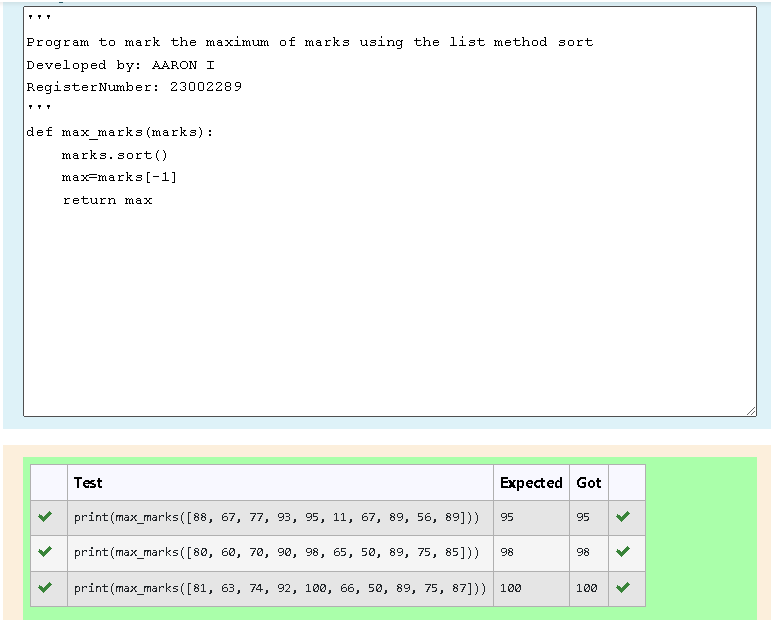 '''
Program to mark the maximum of marks using the list method sort
Developed by: AARON I
RegisterNumber: 23002289
'''
def max_marks(marks):
    marks.sort()
    max=marks[-1]
    return max
Test Expected Got
print(max_marks([88, 67, 77, 93, 95, 11, 67, 89, 56, 89])) 95 95
print(max_marks([80, 60, 70, 90, 98, 65, 50, 89, 75, 85])) 98 98
print(max_marks([81, 63, 74, 92, 100, 66, 50, 89, 75, 87])) 100 100